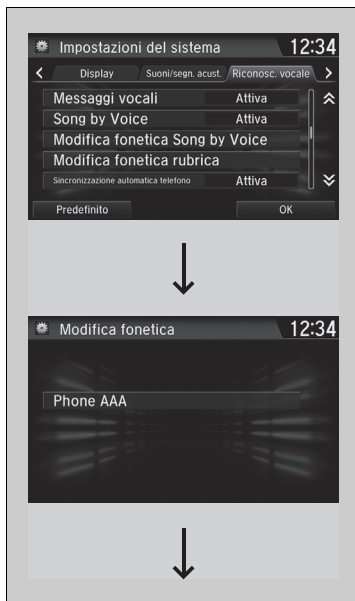 Impostazioni del sistema 12:34
< Display Suoni/segn. acust. Riconosc. vocale >
Messaggi vocali Attiva
Song by Voice Attiva
Modifica fonetica Song by Voice
Modifica fonetica rubrica
Sincronizzazione automatica telefono Attiva
Predefinito OK
Modifica fonetica 12:34
Phone AAA